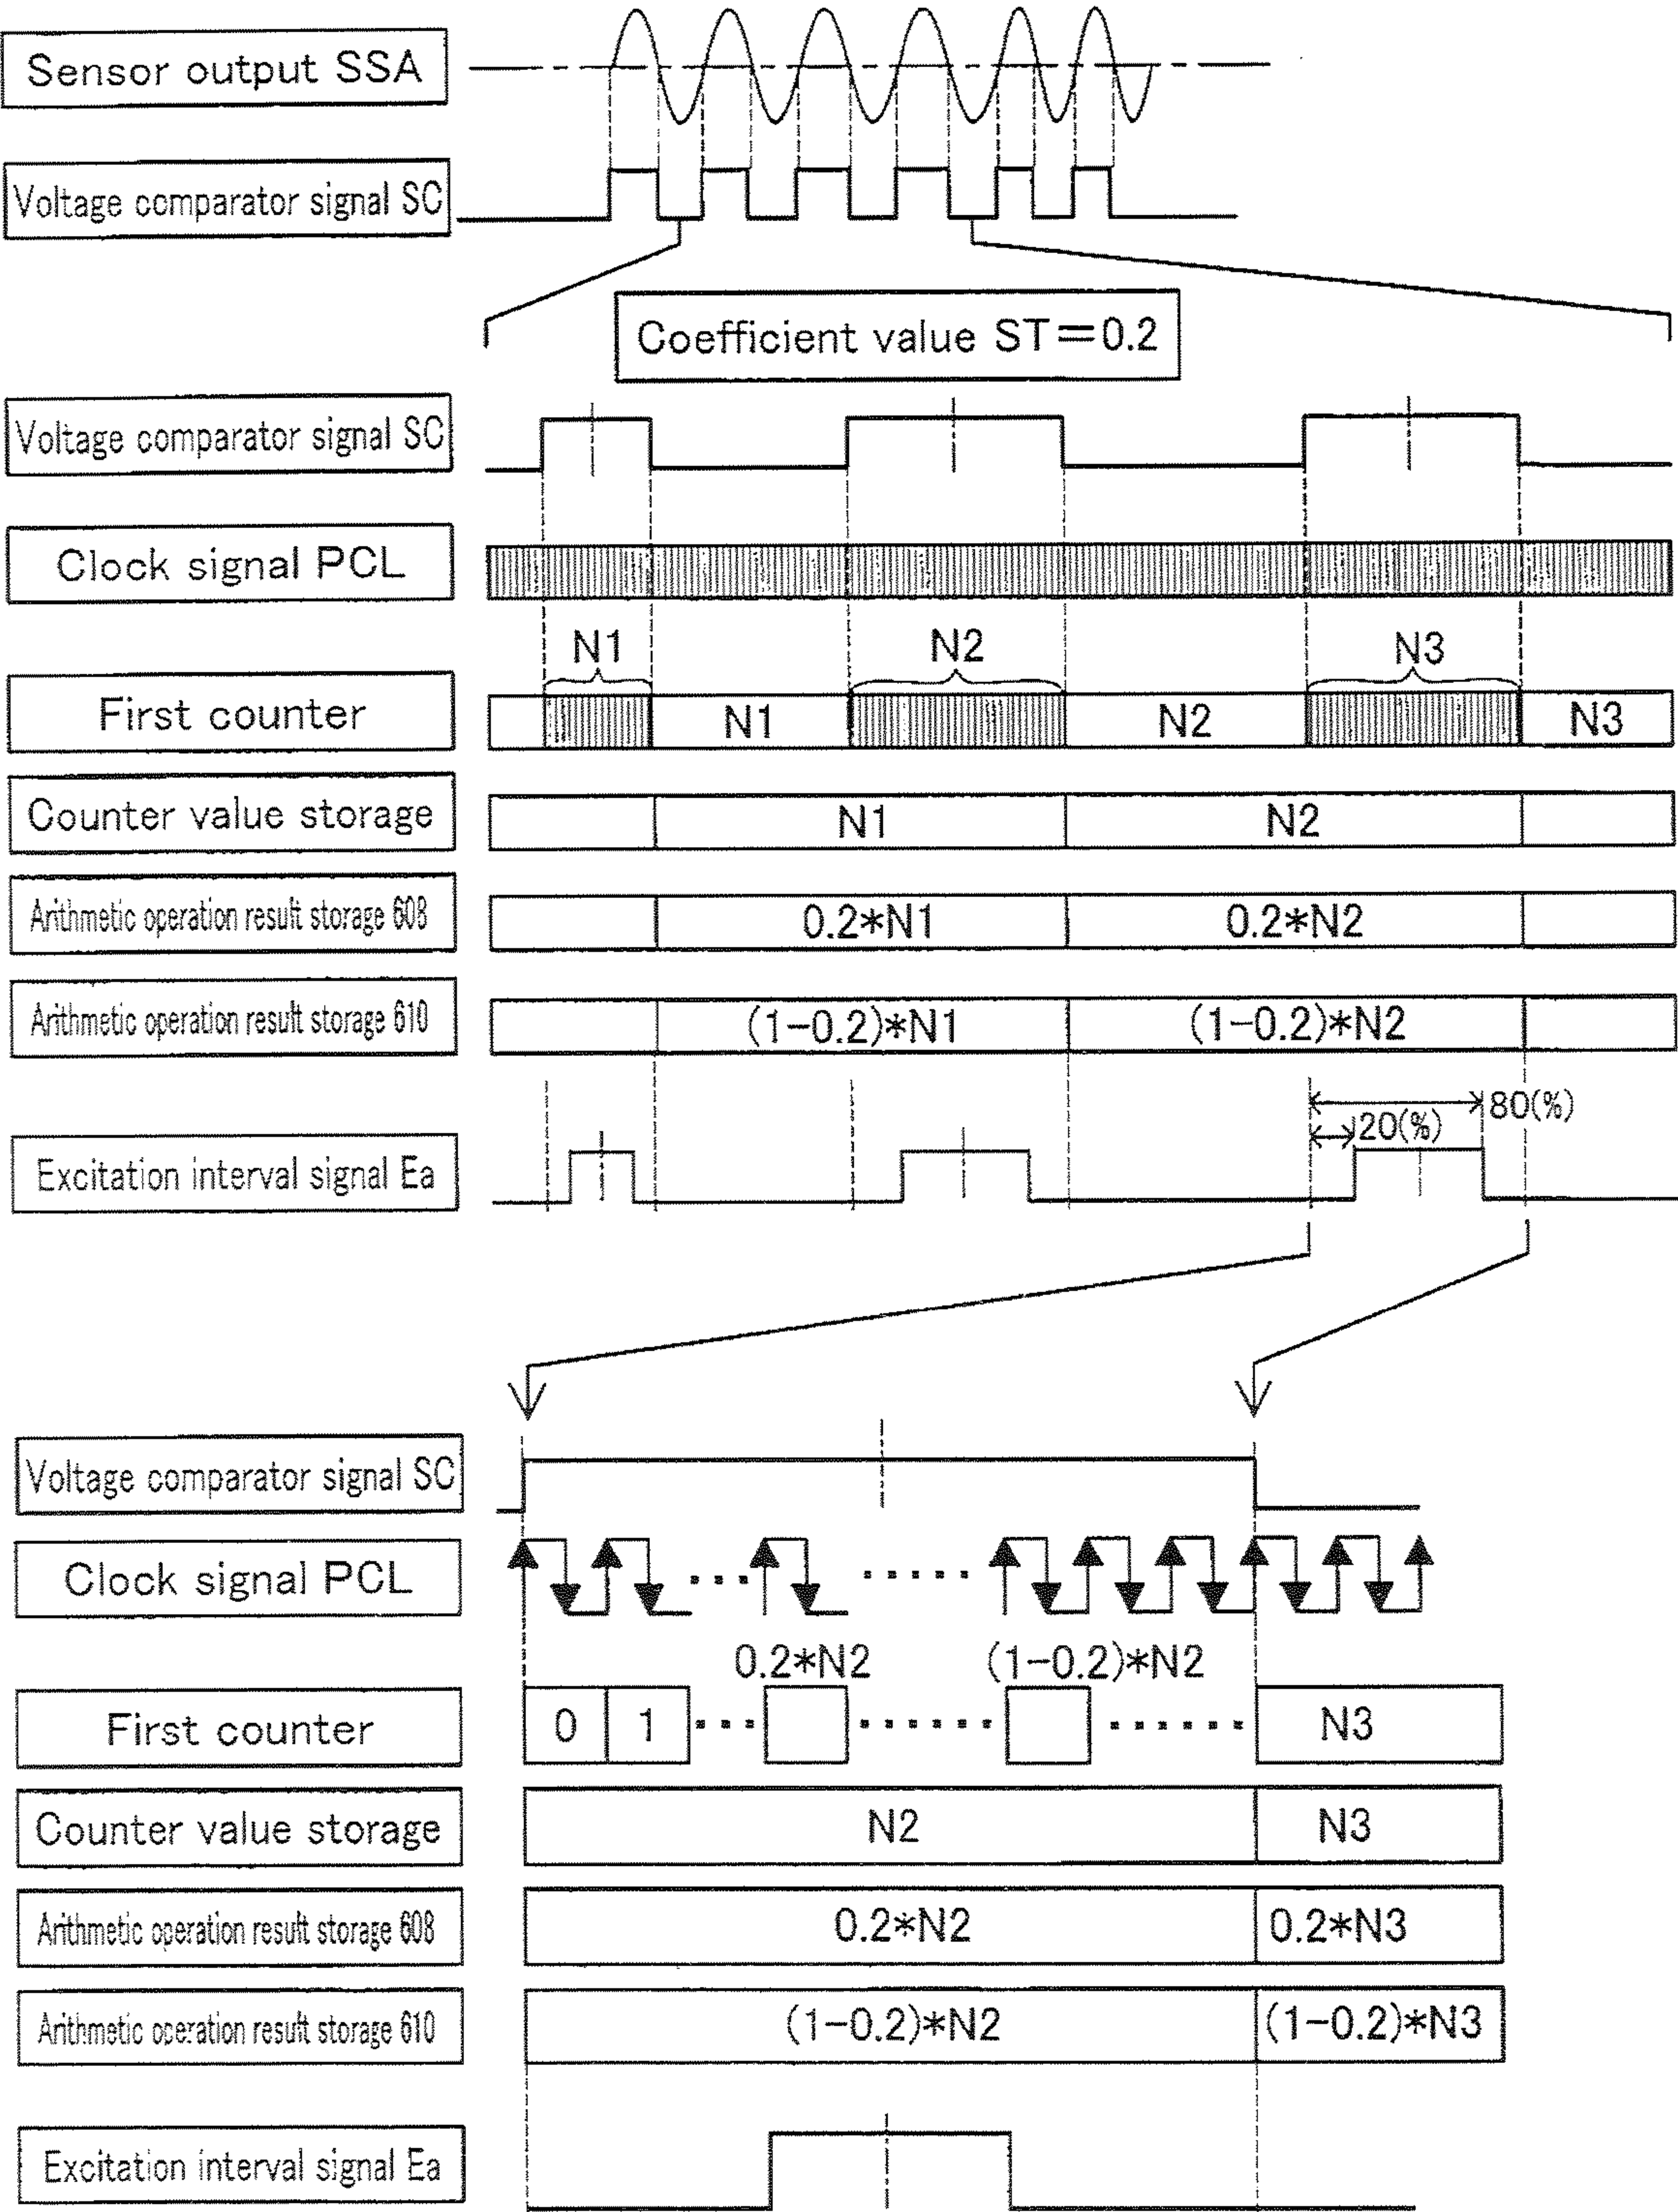 Sensor output SSA
Voltage comparator signal SC
Coefficient value ST=0.2
Voltage comparator signal SC
Clock signal PCL
N1 N2 N3
First counter N1 N2 N3
Counter value storage N1 N2
Arithmetic operation result storage 608 0.2*N1 0.2*N2
Arithmetic operation result storage 610 (1-0.2)*N1 (1-0.2)*N2
80(%)
20(%)
Excitation interval signal Ea
Voltage comparator signal SC
Clock signal PCL
0.2*N2 (1-0.2)*N2
First counter 0 1 N3
Counter value storage N2 N3
Arithmetic operation result storage 608 0.2*N2 0.2*N3
Arithmetic operation result storage 610 (1-0.2)*N2 (1-0.2)*N3
Excitation interval signal Ea